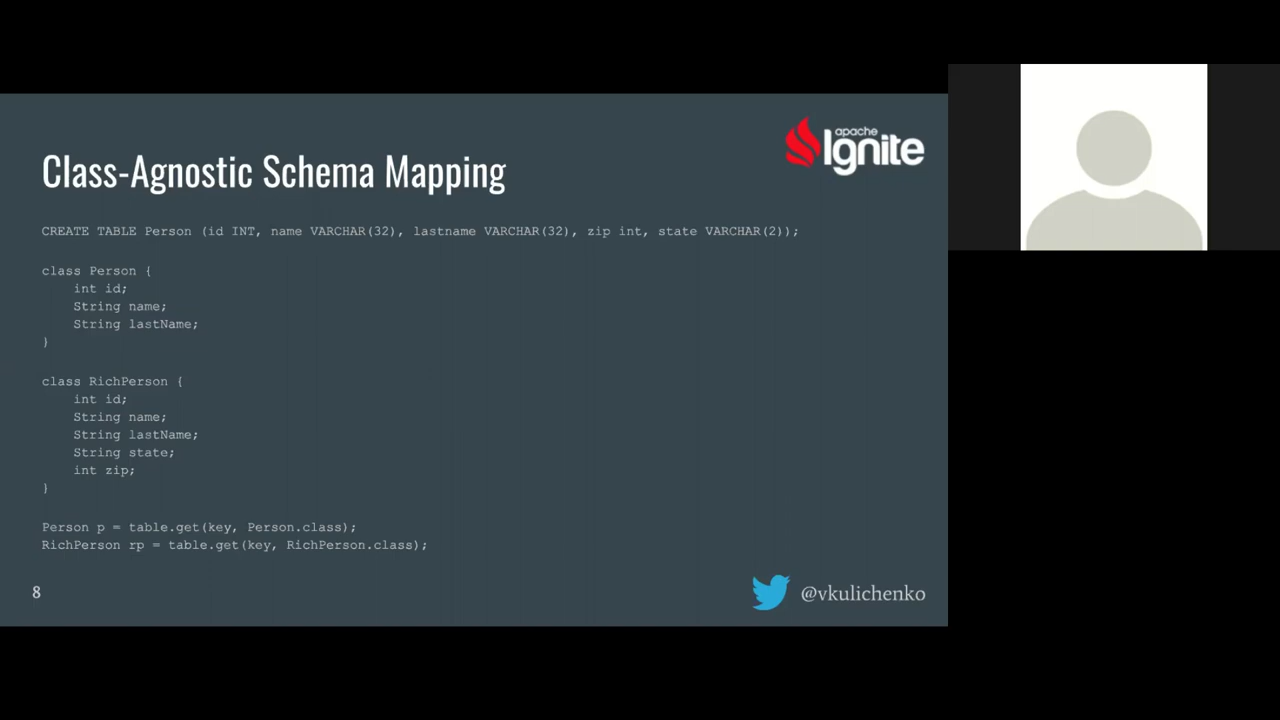 apache
Ignite
Class-Agnostic Schema Mapping
CREATE TABLE Person (id INT, name VARCHAR(32), lastname VARCHAR(32), zip int, state VARCHAR(2));
class Person {
int id;
String name;
String lastName;
}
class RichPerson {
int id;
String name;
String lastName;
String state;
int zip;
}
Person p = table.get(key, Person.class);
RichPerson rp = table.get(key, RichPerson.class);
8
@vkulichenko